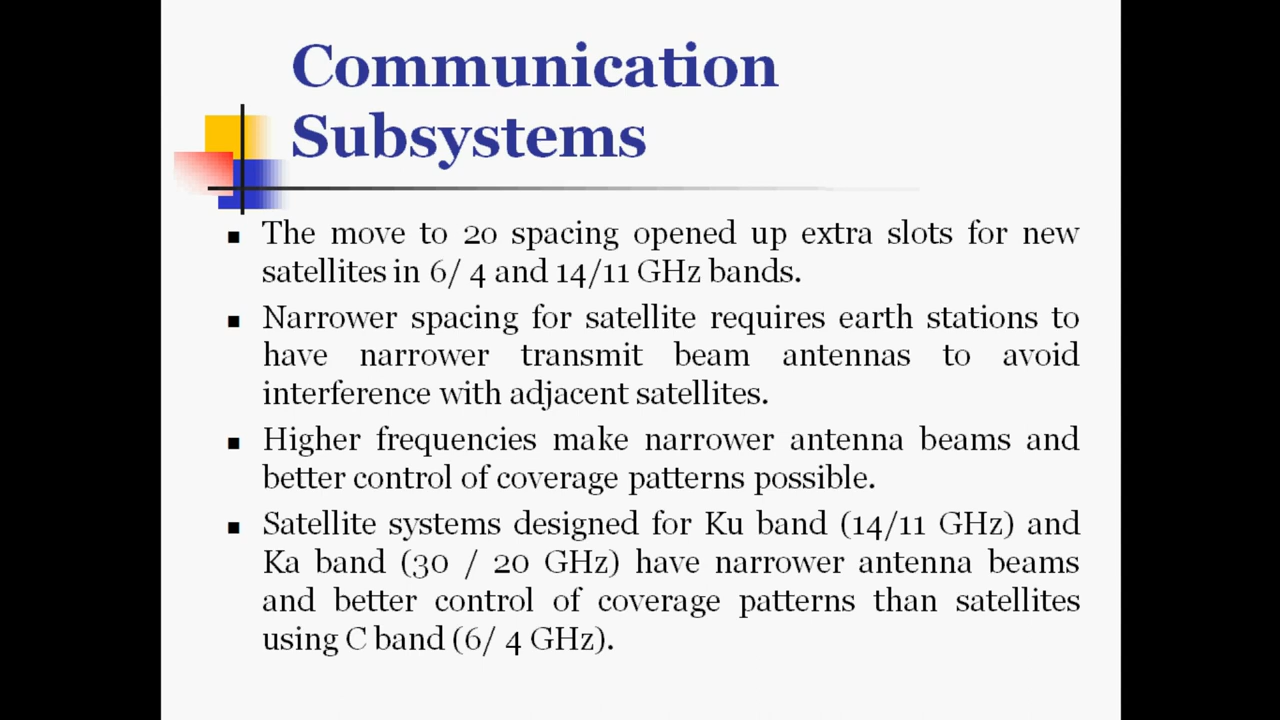 Communication
Subsystems
The move to 20 spacing opened up extra slots for new
satellites in 6/ 4 and 14/11 GHz bands.
Narrower spacing for satellite requires earth stations to
have narrower transmit beam antennas to avoid
interference with adjacent satellites.
Higher frequencies make narrower antenna beams and
better control of coverage patterns possible.
Satellite systems designed for Ku band (14/11 GHz) and
Ka band (30 / 20 GHz) have narrower antenna beams
and better control of coverage patterns than satellites
using C band (6/ 4 GHz).